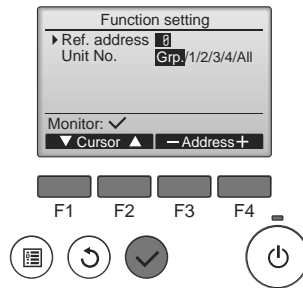 Function setting
Ref. address 0
Unit No. Grp./1/2/3/4/All
Monitor: ✓
▼ Cursor ▲ − Address +
F1 F2 F3 F4